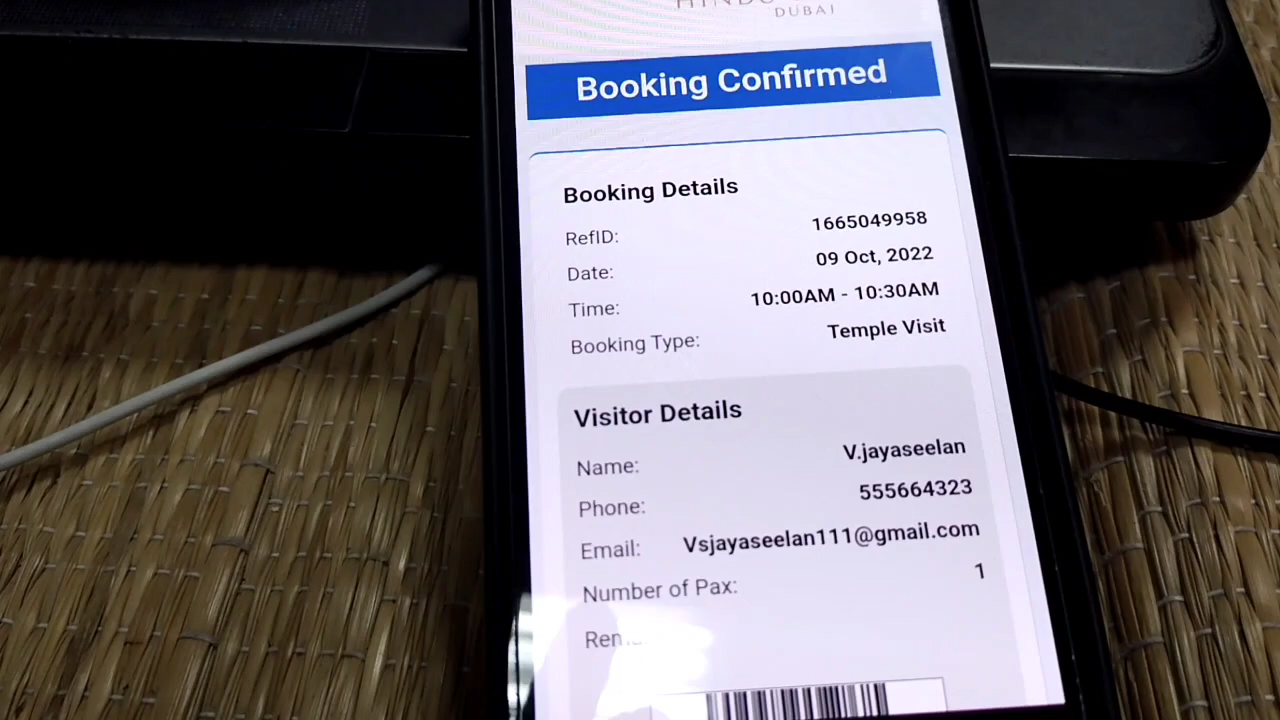 DUBAI
Booking Confirmed
Booking Details
RefID: 1665049958
Date: 09 Oct, 2022
Time: 10:00AM - 10:30AM
Booking Type: Temple Visit
Visitor Details
Name: V.jayaseelan
Phone: 555664323
Email: Vsjayaseelan111@gmail.com
Number of Pax: 1